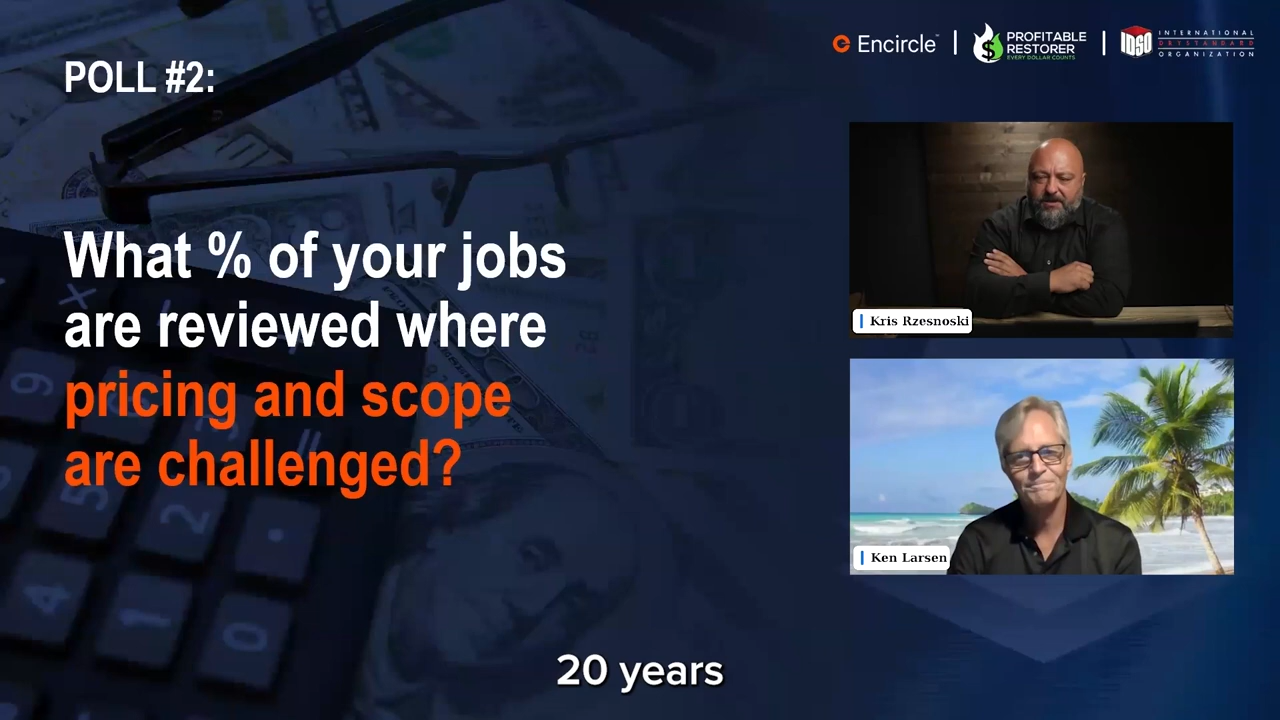 POLL #2:
Encircle
PROFITABLE
RESTORER
EVERY DOLLAR COUNTS
IDSO
INTERNATIONAL
DRYSTANDARD
ORGANIZATION
What % of your jobs
are reviewed where
pricing and scope
are challenged?
Kris Rzesnoski
Ken Larsen
20 years